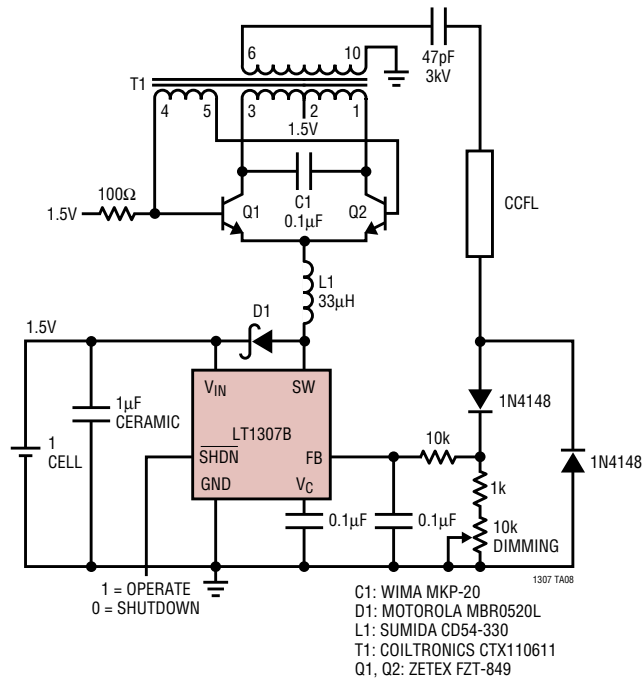 6
10
47pF
3kV
T1
4
5
3
2
1
1.5V
100Ω
1.5V
Q1
C1
0.1µF
Q2
CCFL
L1
33µH
1.5V
D1
VIN
SW
1µF
CERAMIC
LT1307B
1N4148
1
CELL
SHDN
FB
10k
1N4148
GND
VC
1k
0.1µF
0.1µF
10k
DIMMING
1307 TA08
1 = OPERATE
0 = SHUTDOWN
C1: WIMA MKP-20
D1: MOTOROLA MBR0520L
L1: SUMIDA CD54-330
T1: COILTRONICS CTX110611
Q1, Q2: ZETEX FZT-849